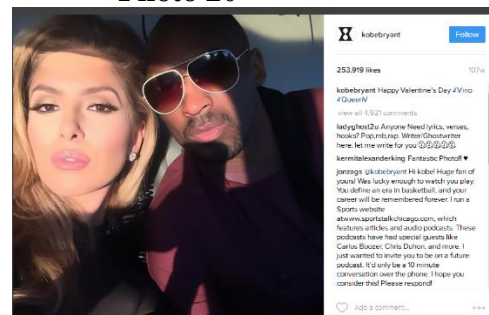 kobebryant
Follow
253,919 likes
107w
kobebryant Happy Valentine's Day #Vino
#QueenV
view all 4,921 comments
ladyghost2u Anyone Need lyrics, verses,
hooks? Pop,rnb,rap. Writer/Ghostwriter
here. let me write for you
kermitalexanderking Fantastic Photo!! ♥
jonzags @kobebryant Hi kobe! Huge fan of
yours! Was lucky enough to watch you play.
You define an era in basketball, and your
career will be remembered forever. I run a
Sports website
atwww.sportstalkchicago.com, which
features articles and audio podcasts. These
podcasts have had special guests like
Carlos Boozer, Chris Duhon, and more. I
just wanted to invite you to be on a future
podcast. It'd only be a 10 minute
conversation over the phone. I hope you
consider this! Please respond!
Add a comment...